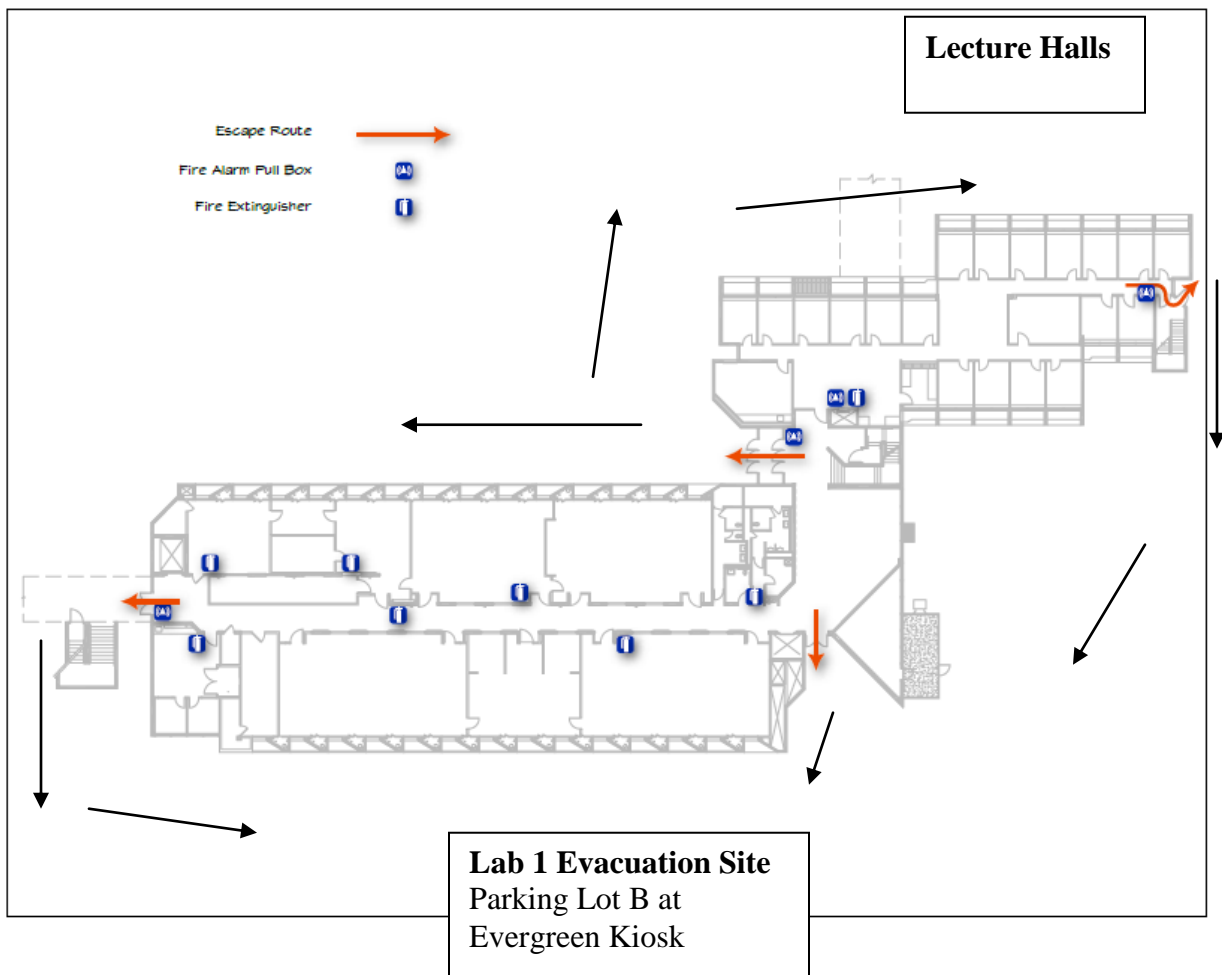 Lecture Halls
Escape Route
Fire Alarm Pull Box
Fire Extinguisher
Lab 1 Evacuation Site
Parking Lot B at
Evergreen Kiosk